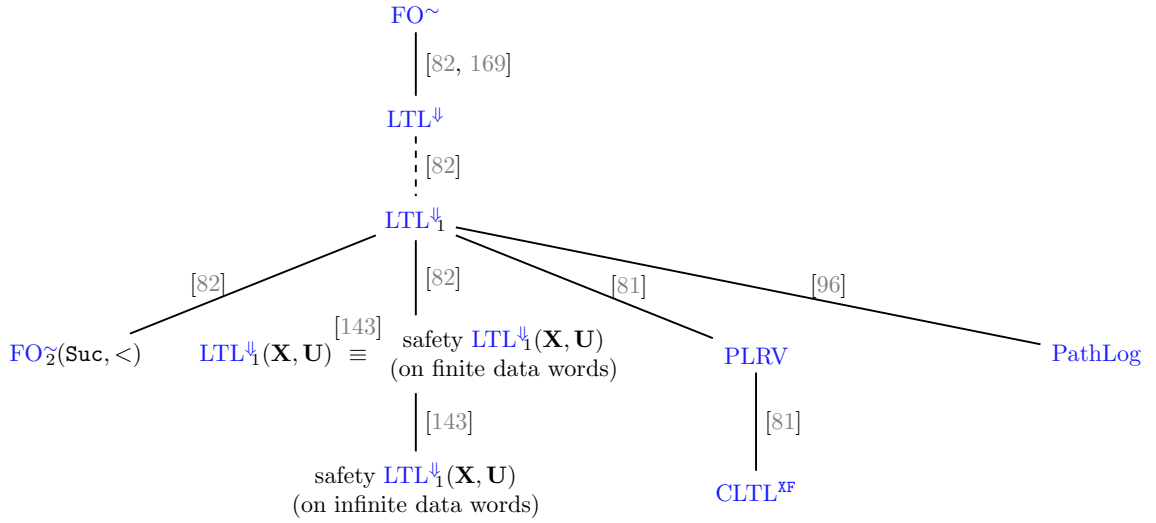 FO~
[82, 169]
LTL⇓
[82]
LTL⇓1
[82]
[82]
[81]
[96]
FO~2(Suc, <)
LTL⇓1(X, U)
[143]
≡
safety LTL⇓1(X, U)
(on finite data words)
PLRV
PathLog
[143]
[81]
safety LTL⇓1(X, U)
(on infinite data words)
CLTLXF